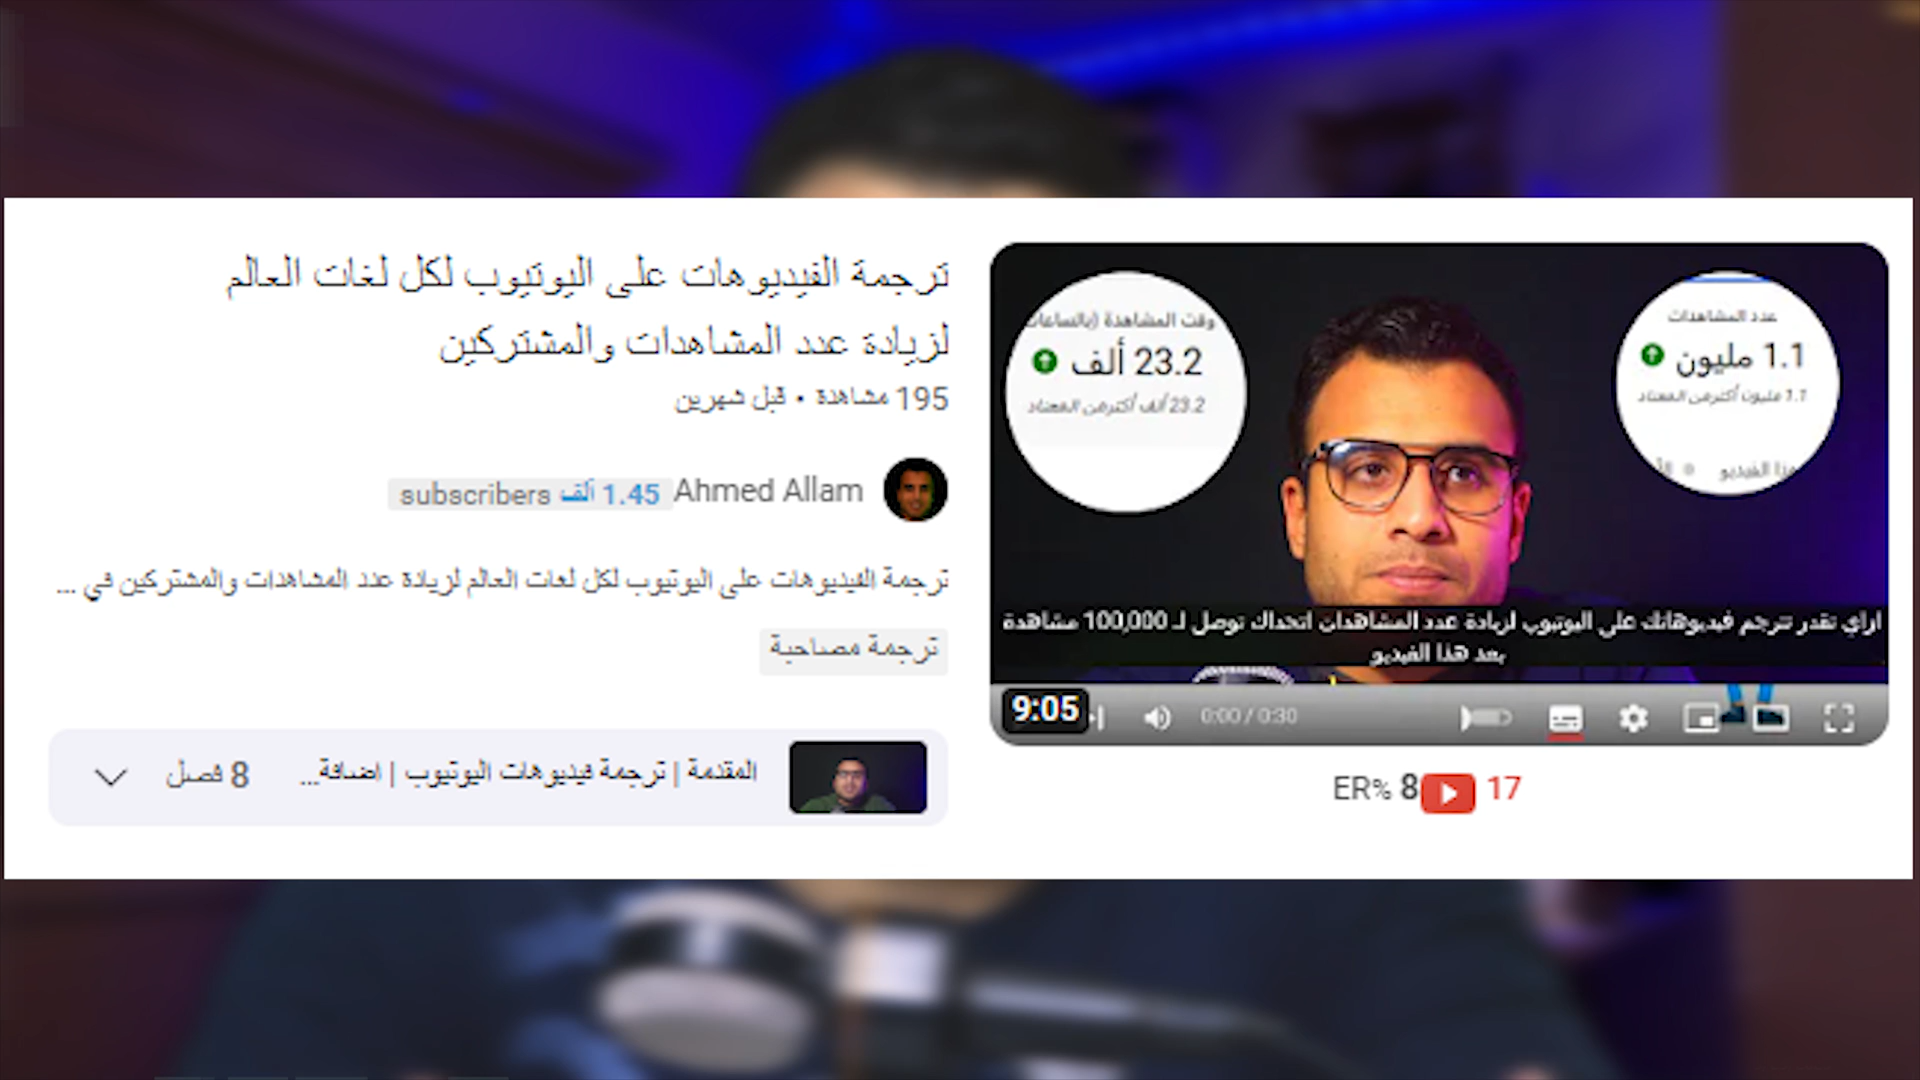 ترجمة الفيديوهات على اليوتيوب لكل لغات العالم
لزيادة عدد المشاهدات والمشتركين
195 مشاهدة • قبل شهرين
Ahmed Allam 1.45 ألف subscribers
ترجمة الفيديوهات على اليوتيوب لكل لغات العالم لزيادة عدد المشاهدات والمشتركين في ...
ترجمة مصاحبة
المقدمة | ترجمة فيديوهات اليوتيوب | اضافة... 8 فصل
عدد المشاهدات
1.1 مليون
1.1 مليون أكثر من المعتاد
هذا الفيديو
وقت المشاهدة (بالساعات
23.2 ألف
23.2 ألف أكثر من المعتاد
ازاي تقدر تترجم فيديوهاتك على اليوتيوب لزيادة عدد المشاهدات اتحداك توصل لـ 100,000 مشاهدة
بعد هذا الفيديو
9:05
0:00 / 0:30
ER% 8 17